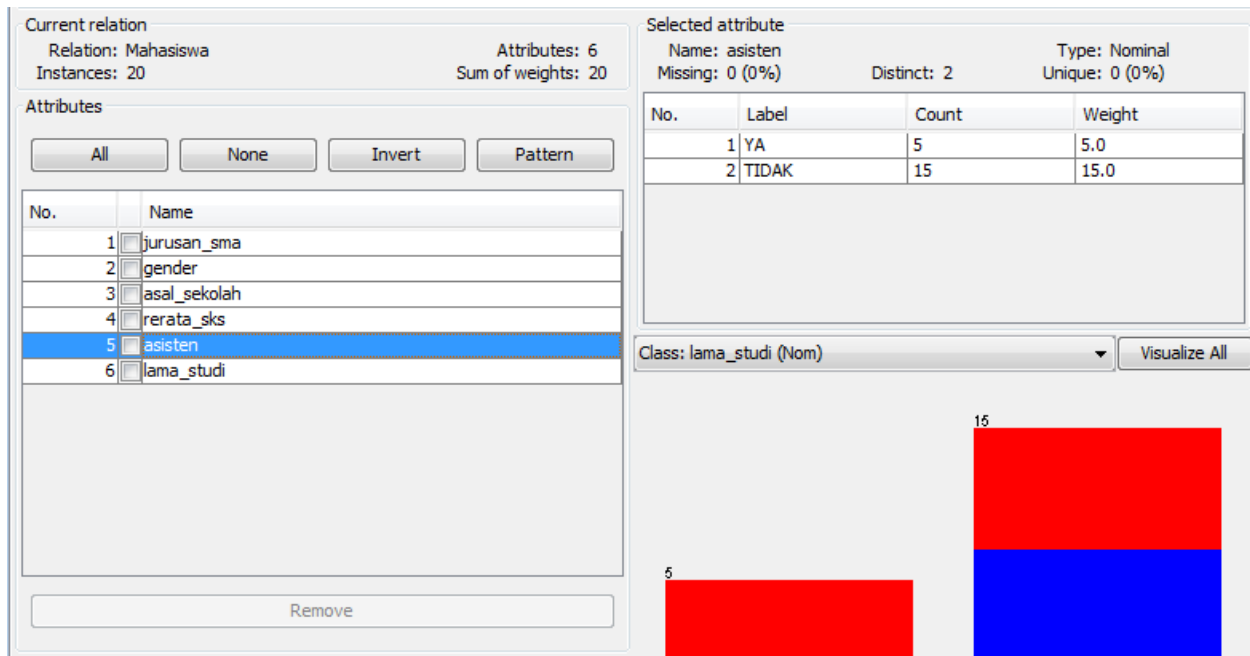 Current relation
Relation: Mahasiswa Attributes: 6
Instances: 20 Sum of weights: 20
Attributes
All None Invert Pattern
No. Name
1 jurusan_sma
2 gender
3 asal_sekolah
4 rerata_sks
5 asisten
6 lama_studi
Remove
Selected attribute
Name: asisten Type: Nominal
Missing: 0 (0%) Distinct: 2 Unique: 0 (0%)
No. Label Count Weight
1 YA 5 5.0
2 TIDAK 15 15.0
Class: lama_studi (Nom) Visualize All
15
5